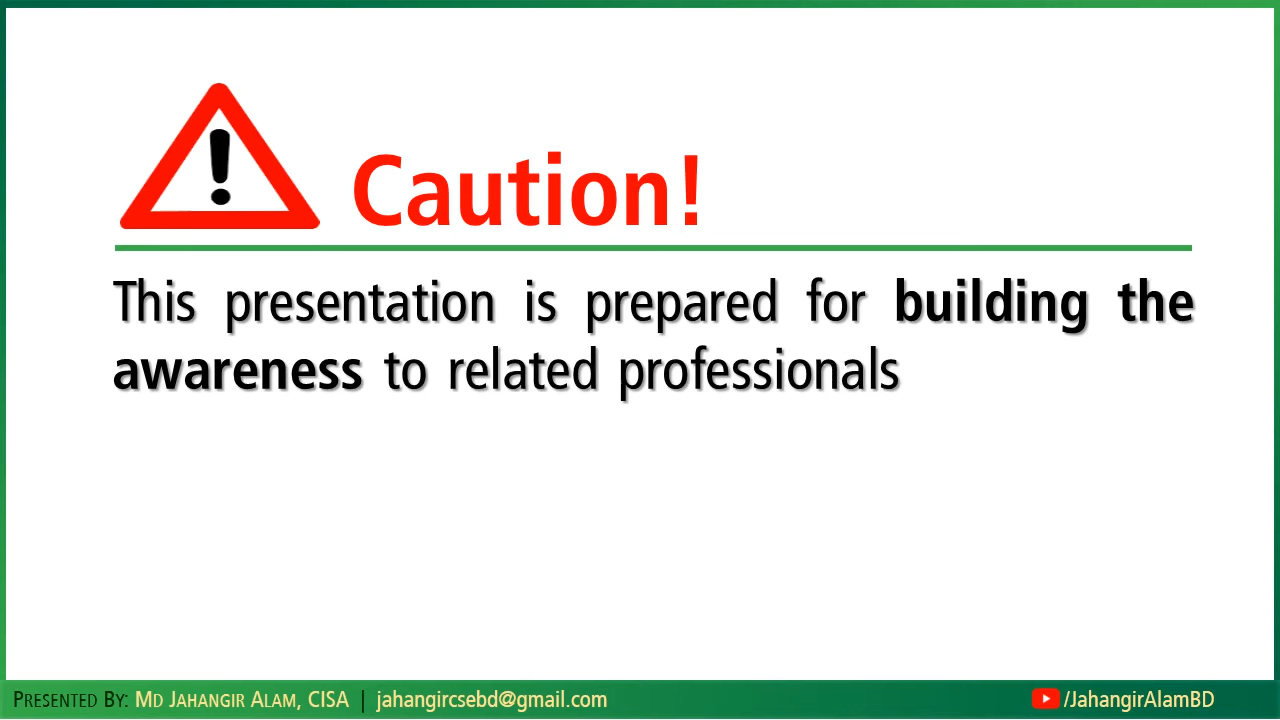 Caution!
This presentation is prepared for building the
awareness to related professionals
PRESENTED BY: MD JAHANGIR ALAM, CISA | jahangircsebd@gmail.com
/JahangirAlamBD